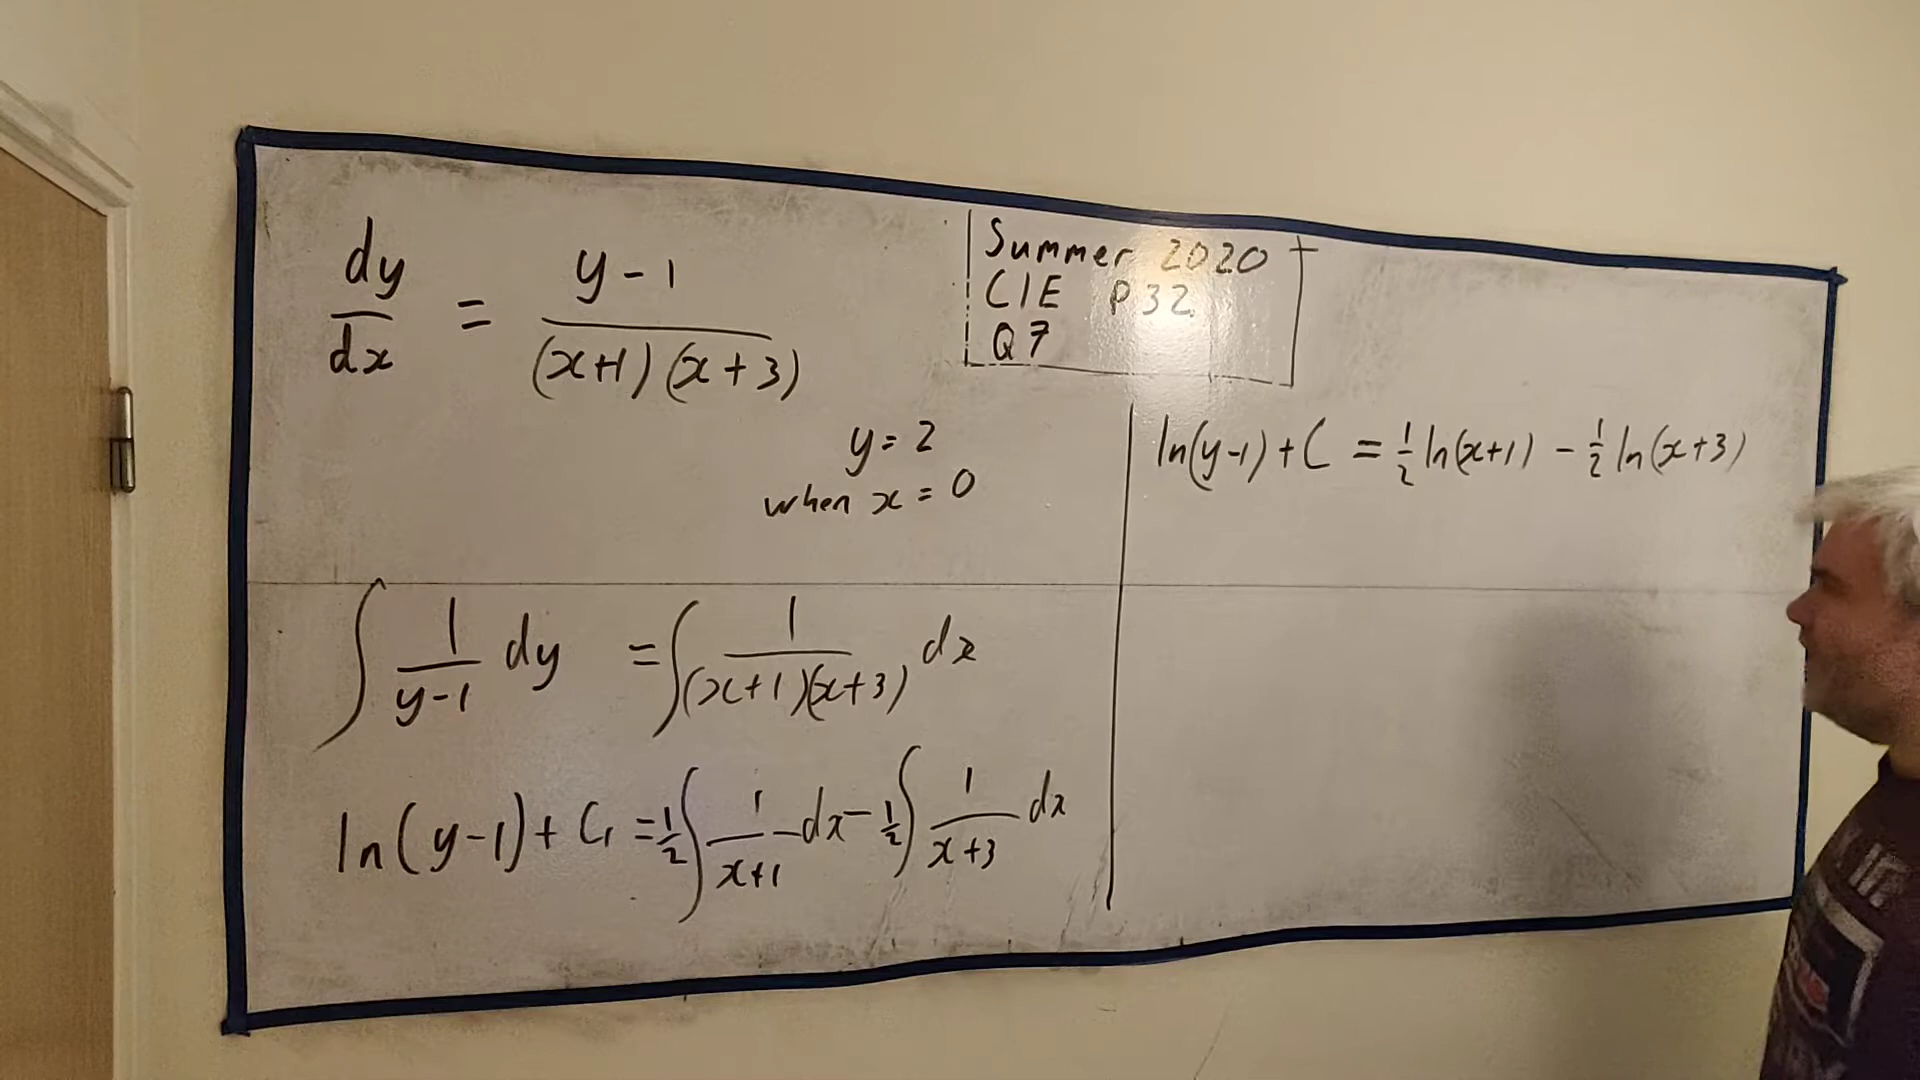 dy/dx = (y-1)/((x+1)(x+3))
Summer 2020
CIE P32
Q7
y=2
when x=0
∫ 1/(y-1) dy = ∫ 1/((x+1)(x+3)) dx
ln(y-1)+C₁ = ½∫ 1/(x+1) dx - ½∫ 1/(x+3) dx
ln(y-1)+C = ½ ln(x+1) - ½ ln(x+3)